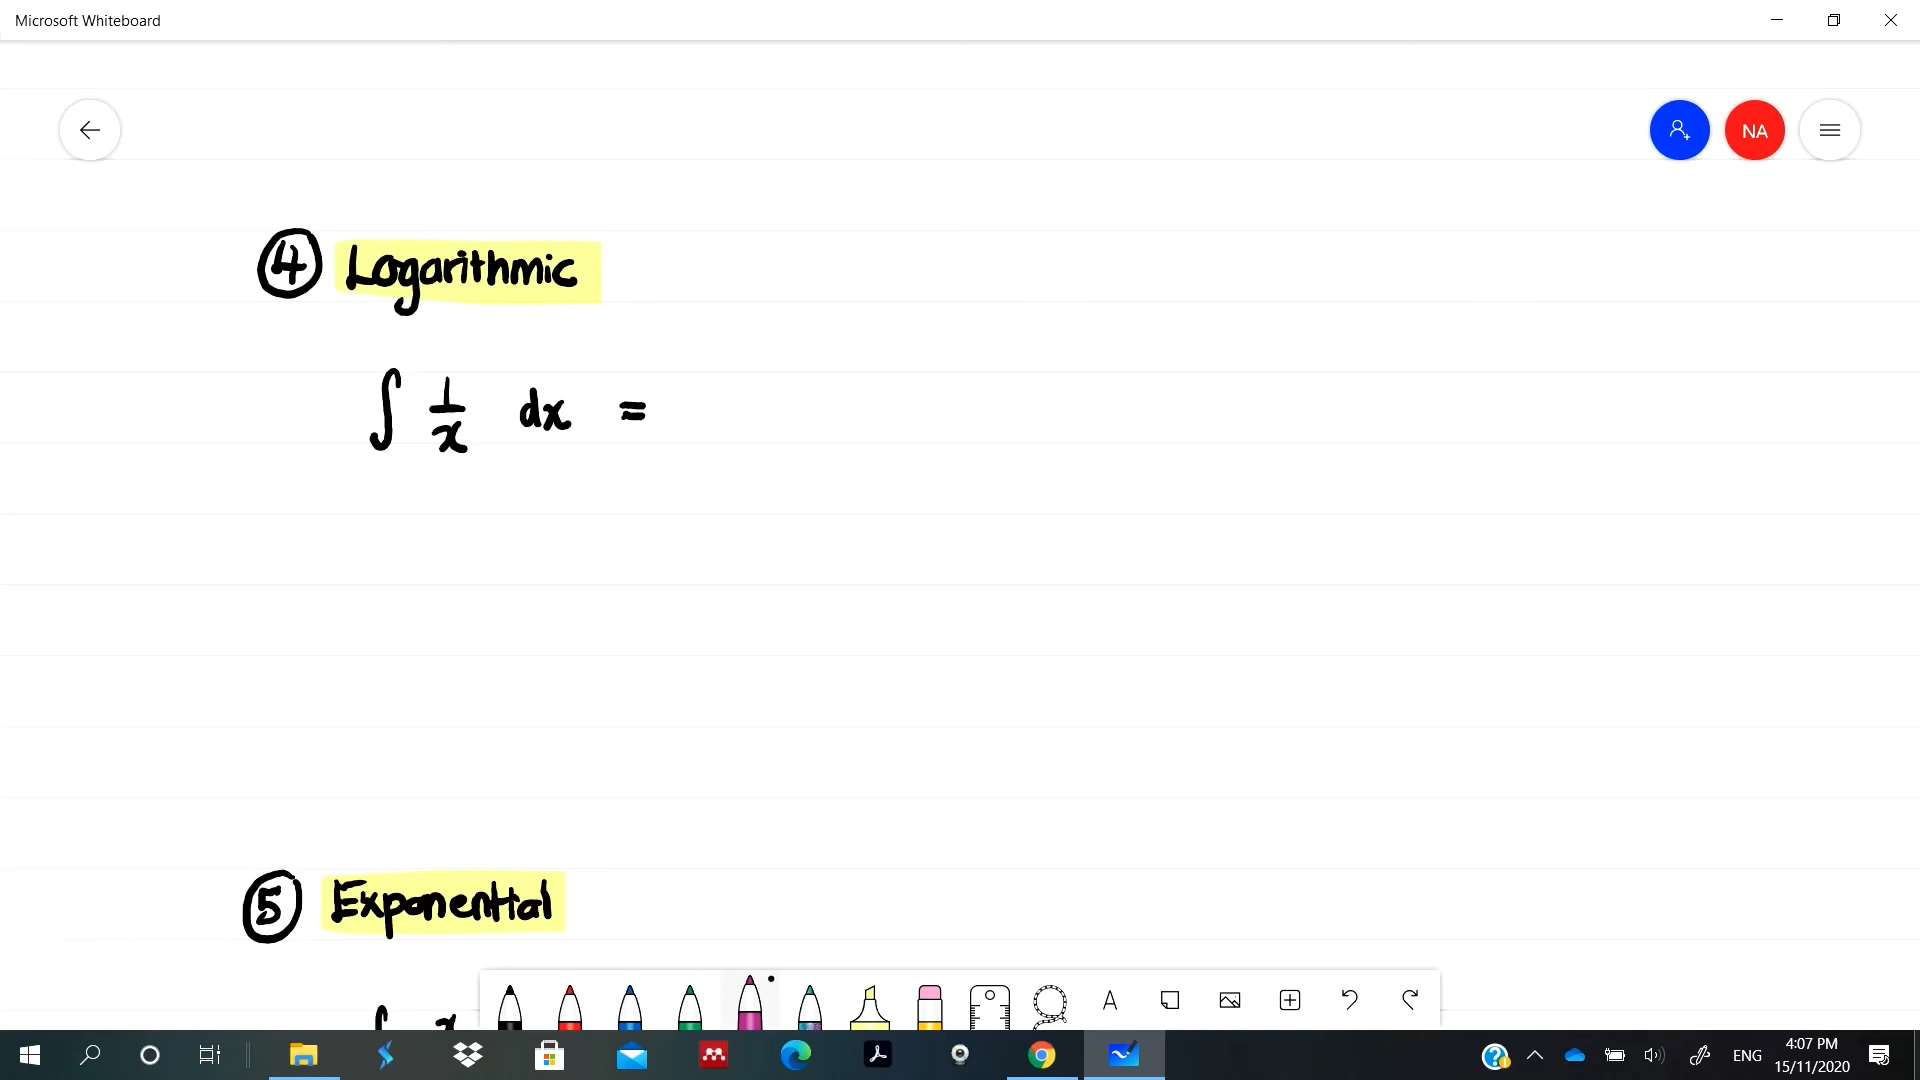 Microsoft Whiteboard
NA
④ Logarithmic
∫ 1/x dx =
⑤ Exponential
A
ENG
4:07 PM
15/11/2020